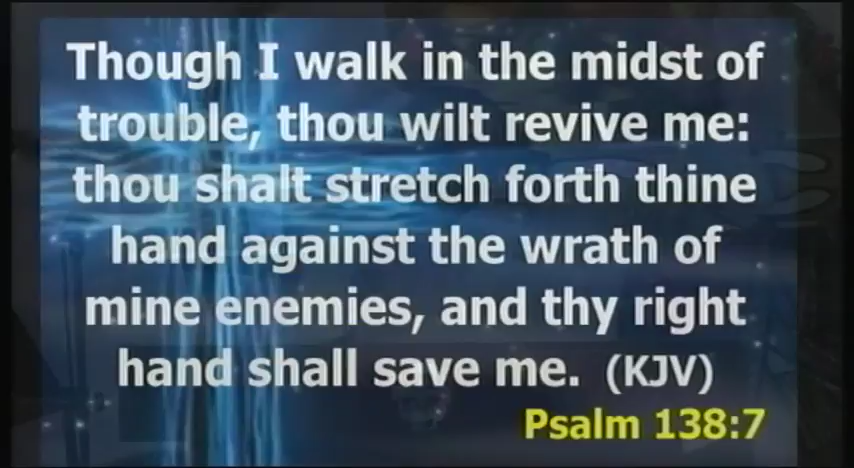 Though I walk in the midst of
trouble, thou wilt revive me:
thou shalt stretch forth thine
hand against the wrath of
mine enemies, and thy right
hand shall save me. (KJV)
Psalm 138:7